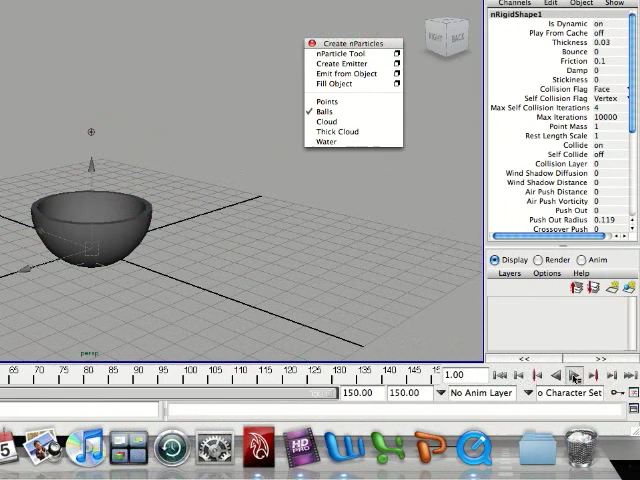 Channels Edit Object Show
nRigidShape1
Is Dynamic on
Play From Cache off
Thickness 0.03
Bounce 0
Friction 0.1
Damp 0
Stickiness 0
Collision Flag Face
Self Collision Flag Vertex
Max Self Collision Iterations 4
Max Iterations 10000
Point Mass 1
Rest Length Scale 1
Collide on
Self Collide off
Collision Layer 0
Wind Shadow Diffusion 0
Wind Shadow Distance 0
Air Push Distance 0
Air Push Vorticity 0
Push Out 0
Push Out Radius 0.119
Crossover Push 0
Create nParticles
nParticle Tool
Create Emitter
Emit from Object
Fill Object
Points
Balls
Cloud
Thick Cloud
Water
RIGHT BACK
persp
Display Render Anim
Layers Options Help
<< >>
65 70 75 80 85 90 95 100 105 110 115 120 125 130 135 140 145 1.00
150.00 150.00 No Anim Layer o Character Set
5 HD PRO